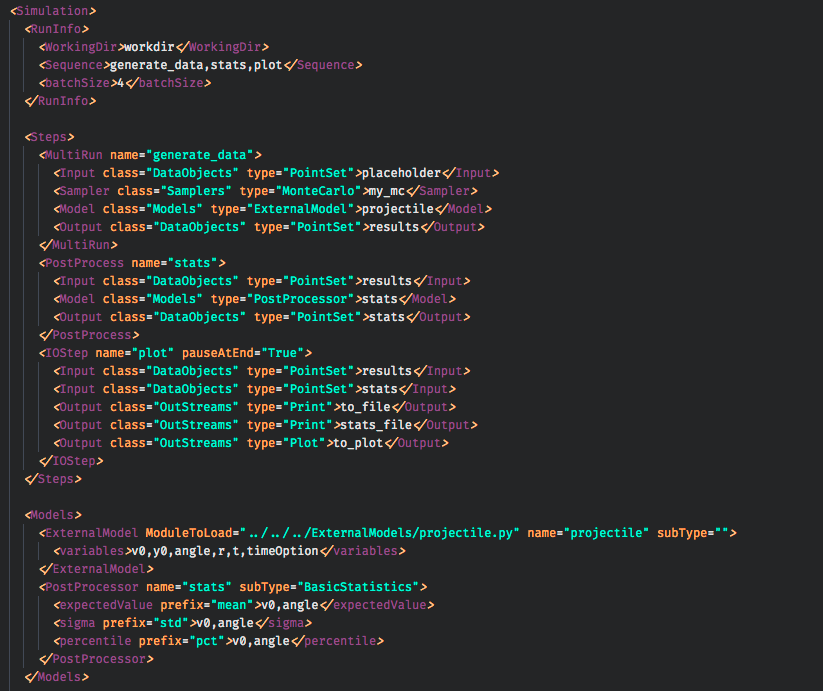 <Simulation>
  <RunInfo>
    <WorkingDir>workdir</WorkingDir>
    <Sequence>generate_data,stats,plot</Sequence>
    <batchSize>4</batchSize>
  </RunInfo>

  <Steps>
    <MultiRun name="generate_data">
      <Input class="DataObjects" type="PointSet">placeholder</Input>
      <Sampler class="Samplers" type="MonteCarlo">my_mc</Sampler>
      <Model class="Models" type="ExternalModel">projectile</Model>
      <Output class="DataObjects" type="PointSet">results</Output>
    </MultiRun>
    <PostProcess name="stats">
      <Input class="DataObjects" type="PointSet">results</Input>
      <Model class="Models" type="PostProcessor">stats</Model>
      <Output class="DataObjects" type="PointSet">stats</Output>
    </PostProcess>
    <IOStep name="plot" pauseAtEnd="True">
      <Input class="DataObjects" type="PointSet">results</Input>
      <Input class="DataObjects" type="PointSet">stats</Input>
      <Output class="OutStreams" type="Print">to_file</Output>
      <Output class="OutStreams" type="Print">stats_file</Output>
      <Output class="OutStreams" type="Plot">to_plot</Output>
    </IOStep>
  </Steps>

  <Models>
    <ExternalModel ModuleToLoad="../../../ExternalModels/projectile.py" name="projectile" subType="">
      <variables>v0,y0,angle,r,t,timeOption</variables>
    </ExternalModel>
    <PostProcessor name="stats" subType="BasicStatistics">
      <expectedValue prefix="mean">v0,angle</expectedValue>
      <sigma prefix="std">v0,angle</sigma>
      <percentile prefix="pct">v0,angle</percentile>
    </PostProcessor>
  </Models>